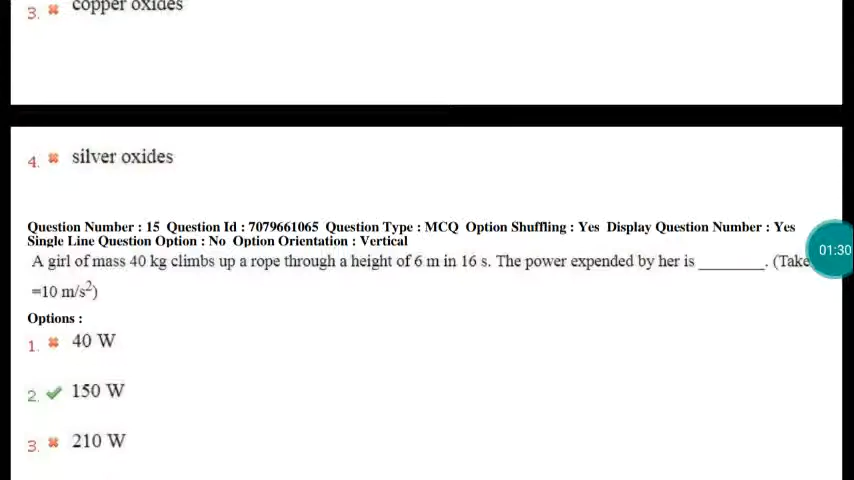 3. copper oxides
4. silver oxides
Question Number : 15 Question Id : 7079661065 Question Type : MCQ Option Shuffling : Yes Display Question Number : Yes
Single Line Question Option : No Option Orientation : Vertical
A girl of mass 40 kg climbs up a rope through a height of 6 m in 16 s. The power expended by her is ________. (Take
01:30
=10 m/s²)
Options :
1. 40 W
2. 150 W
3. 210 W